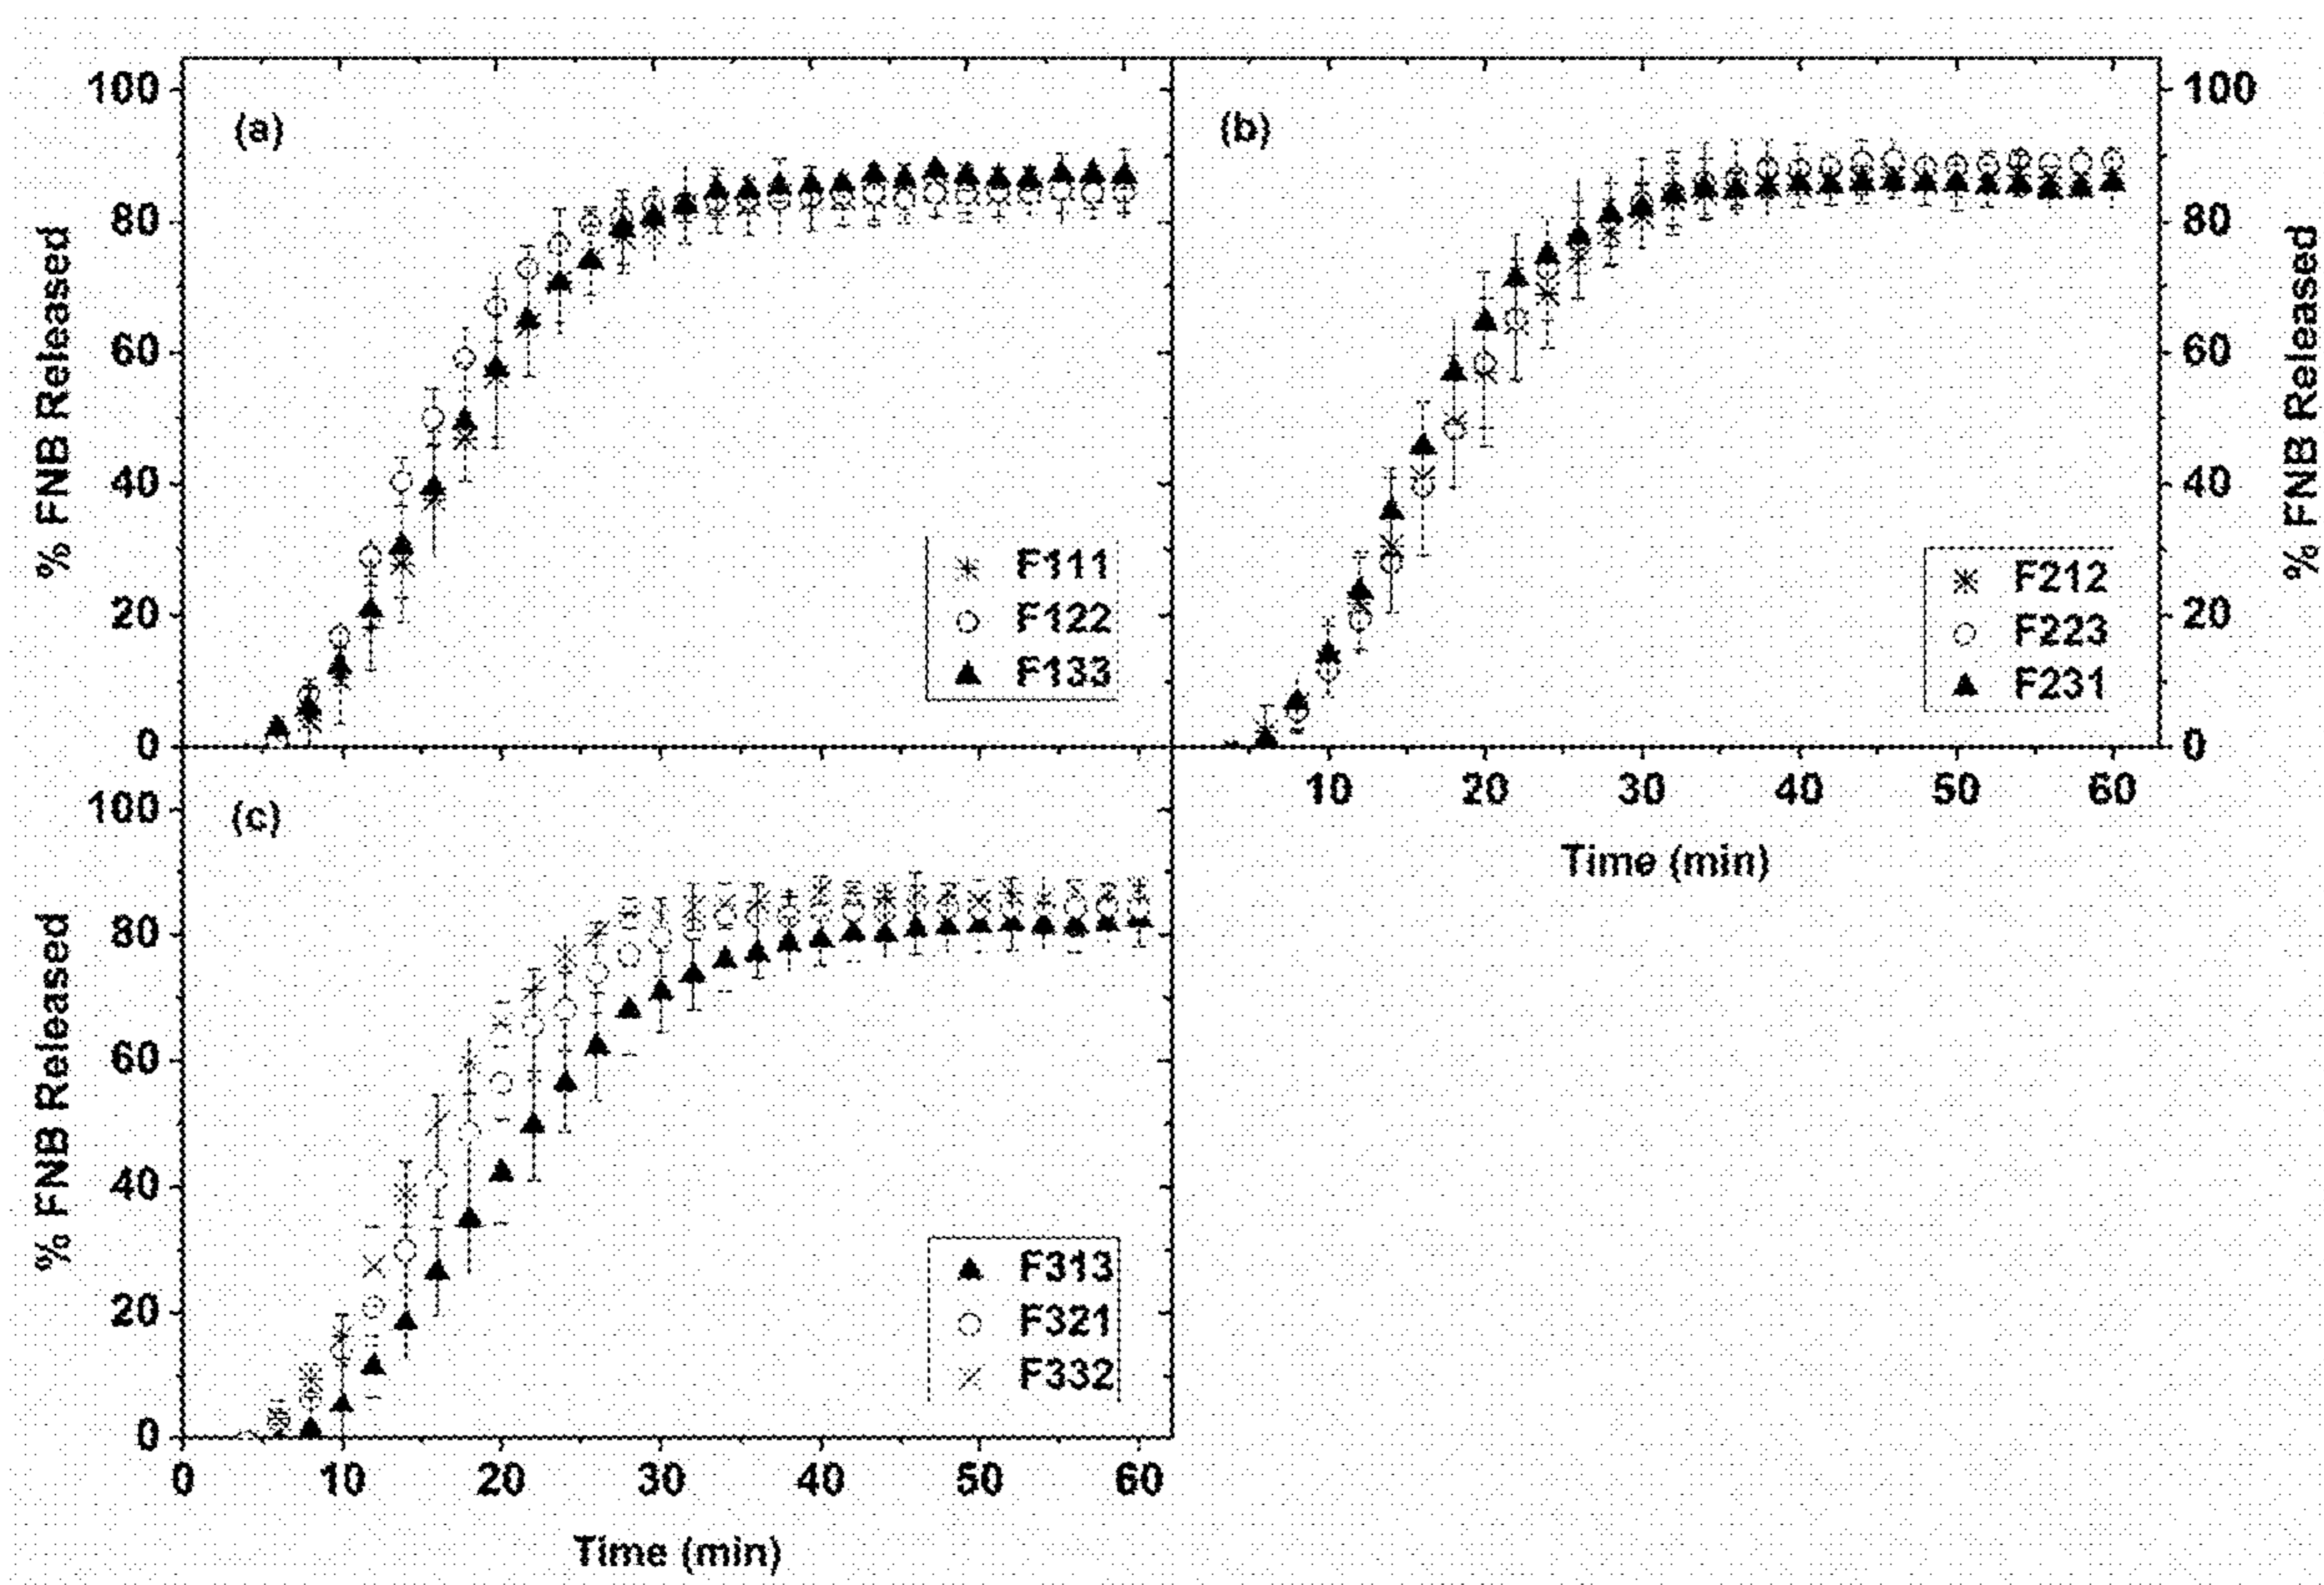 (a)
100
80
60
40
20
0
% FNB Released
F111
F122
F133
(b)
100
80
60
40
20
0
% FNB Released
F212
F223
F231
10 20 30 40 50 60
Time (min)
(c)
100
80
60
40
20
0
% FNB Released
F313
F321
F332
0 10 20 30 40 50 60
Time (min)